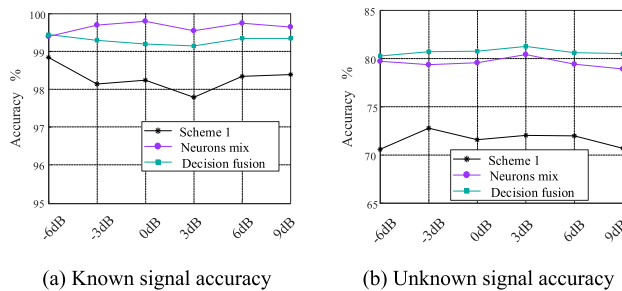 100
99
98
97
96
95
Accuracy %
Scheme 1
Neurons mix
Decision fusion
-6dB
-3dB
0dB
3dB
6dB
9dB
(a) Known signal accuracy
85
80
75
70
65
Accuracy %
Scheme 1
Neurons mix
Decision fusion
-6dB
-3dB
0dB
3dB
6dB
9dB
(b) Unknown signal accuracy